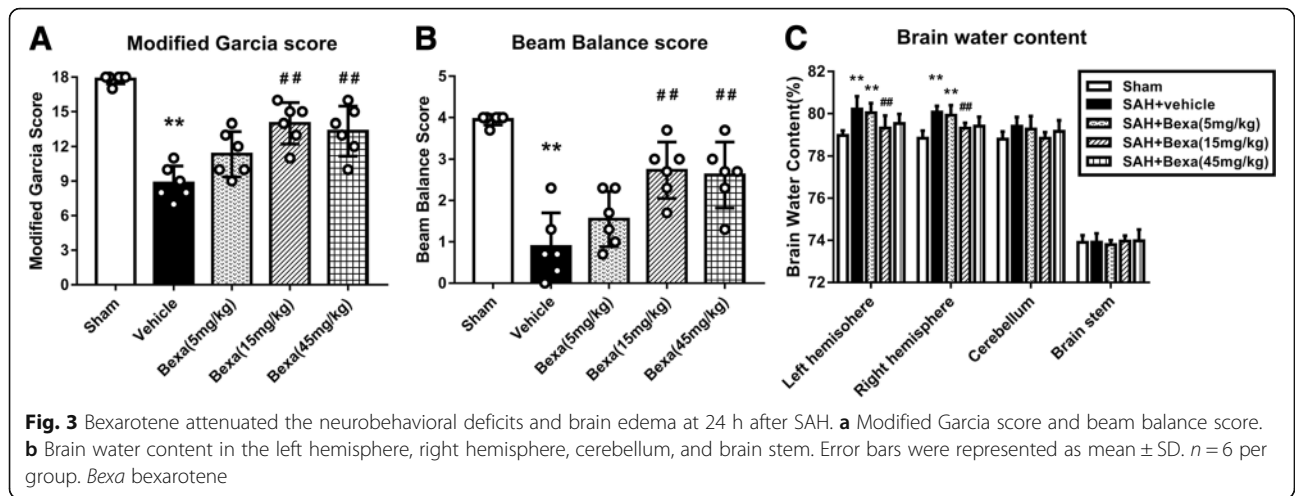 A
Modified Garcia score
Modified Garcia Score
18
15
12
9
6
3
0
**
##
##
Sham
Vehicle
Bexa(5mg/kg)
Bexa(15mg/kg)
Bexa(45mg/kg)
B
Beam Balance score
Beam Balance Score
5
4
3
2
1
0
**
##
##
Sham
Vehicle
Bexa(5mg/kg)
Bexa(15mg/kg)
Bexa(45mg/kg)
C
Brain water content
Brain Water Content(%)
82
80
78
76
74
72
**
**
##
**
**
##
Left hemisohere
Right hemisphere
Cerebellum
Brain stem
Sham
SAH+vehicle
SAH+Bexa(5mg/kg)
SAH+Bexa(15mg/kg)
SAH+Bexa(45mg/kg)
Fig. 3 Bexarotene attenuated the neurobehavioral deficits and brain edema at 24 h after SAH. a Modified Garcia score and beam balance score.
b Brain water content in the left hemisphere, right hemisphere, cerebellum, and brain stem. Error bars were represented as mean ± SD. n = 6 per
group. Bexa bexarotene